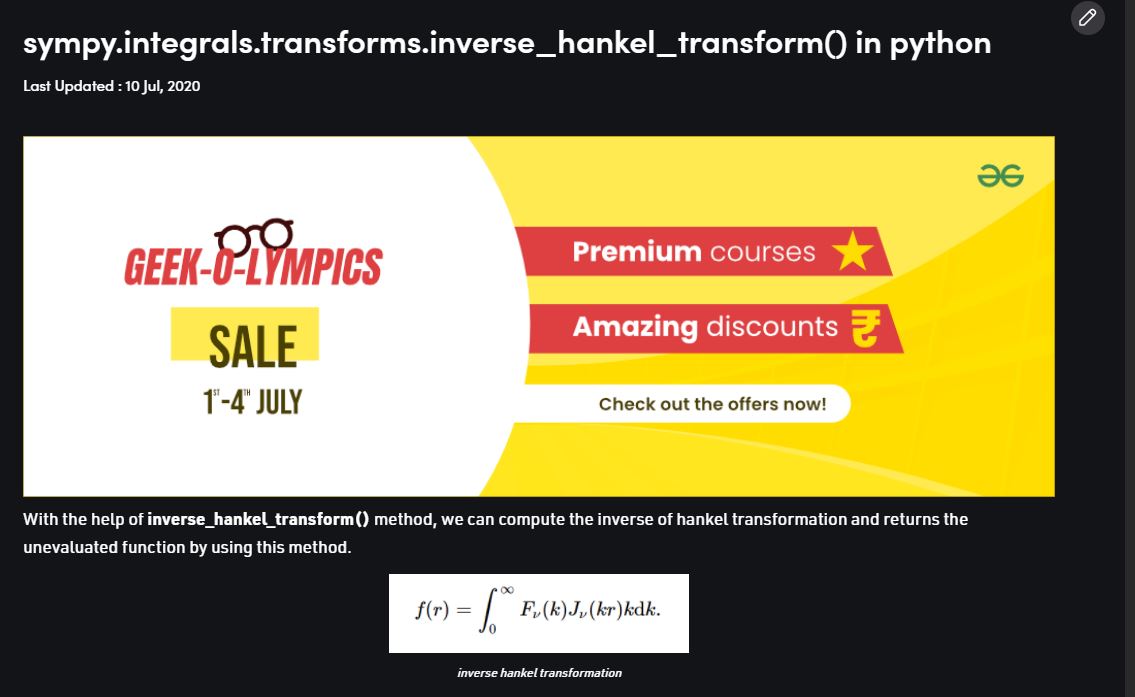 sympy.integrals.transforms.inverse_hankel_transform() in python
Last Updated : 10 Jul, 2020
GEEK-O-LYMPICS
SALE
1ST-4TH JULY
Premium courses
Amazing discounts ₹
Check out the offers now!
With the help of inverse_hankel_transform() method, we can compute the inverse of hankel transformation and returns the
unevaluated function by using this method.
f(r) = ∫₀^∞ Fν(k)Jν(kr)kdk.
inverse hankel transformation